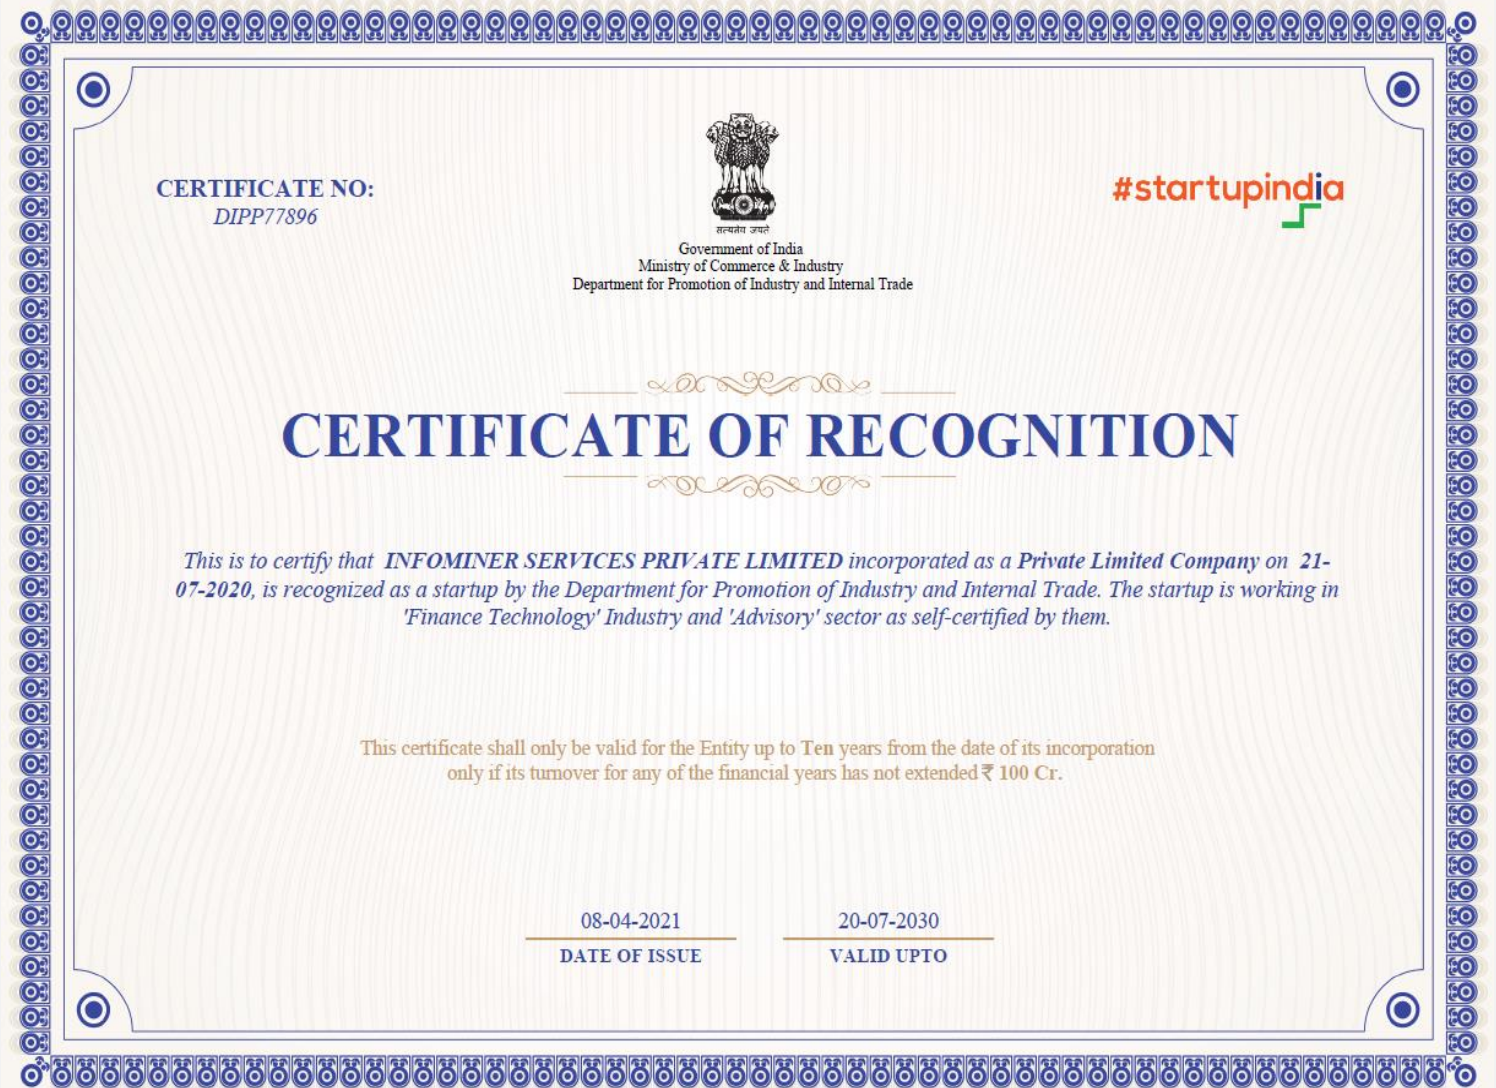 CERTIFICATE NO:
DIPP77896
#startupindia
सत्यमेव जयते
Government of India
Ministry of Commerce & Industry
Department for Promotion of Industry and Internal Trade
CERTIFICATE OF RECOGNITION
This is to certify that INFOMINER SERVICES PRIVATE LIMITED incorporated as a Private Limited Company on 21-
07-2020, is recognized as a startup by the Department for Promotion of Industry and Internal Trade. The startup is working in
'Finance Technology' Industry and 'Advisory' sector as self-certified by them.
This certificate shall only be valid for the Entity up to Ten years from the date of its incorporation
only if its turnover for any of the financial years has not extended ₹ 100 Cr.
08-04-2021
DATE OF ISSUE
20-07-2030
VALID UPTO